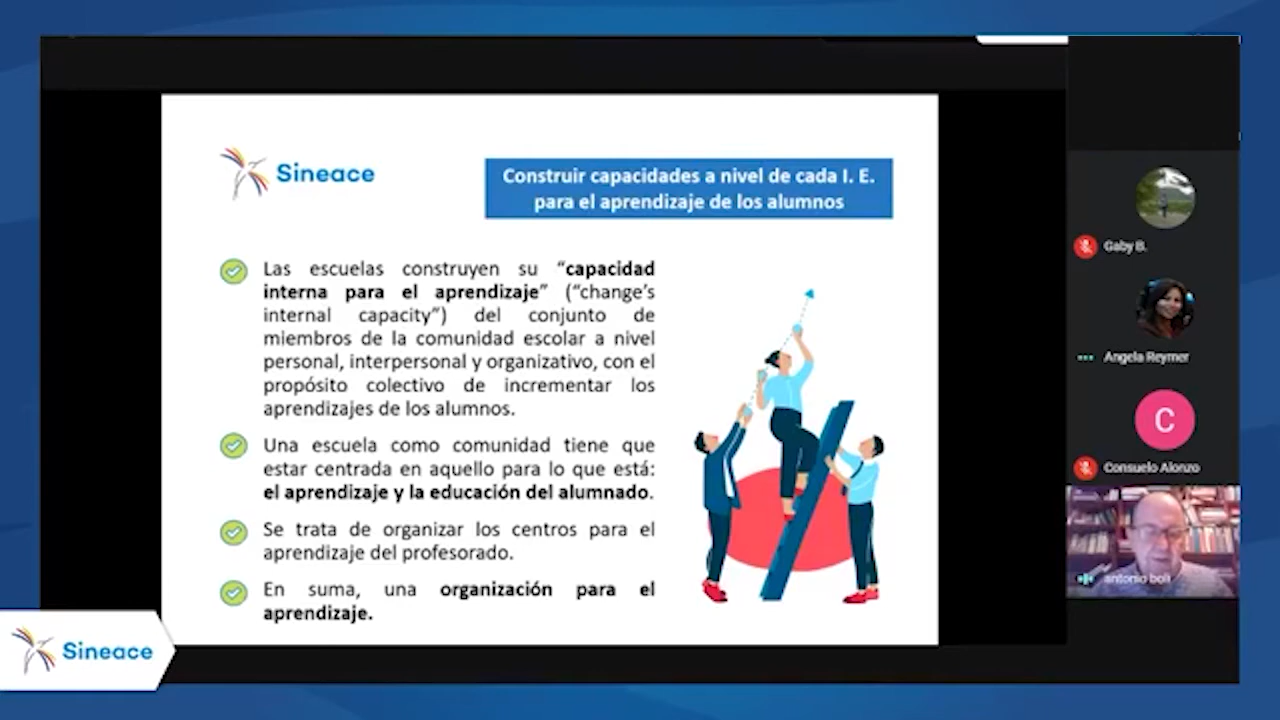 Sineace
Construir capacidades a nivel de cada I. E.
para el aprendizaje de los alumnos
Las escuelas construyen su “capacidad
interna para el aprendizaje” (“change’s
internal capacity”) del conjunto de
miembros de la comunidad escolar a nivel
personal, interpersonal y organizativo, con el
propósito colectivo de incrementar los
aprendizajes de los alumnos.
Una escuela como comunidad tiene que
estar centrada en aquello para lo que está:
el aprendizaje y la educación del alumnado.
Se trata de organizar los centros para el
aprendizaje del profesorado.
En suma, una organización para el
aprendizaje.
Gaby B.
Angela Reymer
C
Consuelo Alonzo
antonio
Sineace